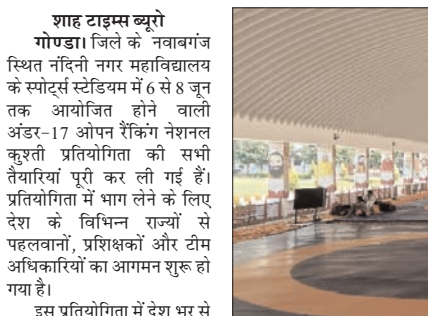 शाह टाइम्स ब्यूरो
गोण्डा। जिले के नवाबगंज
स्थित नंदिनी नगर महाविद्यालय
के स्पोर्ट्स स्टेडियम में 6 से 8 जून
तक आयोजित होने वाली
अंडर-17 ओपन रैंकिंग नेशनल
कुश्ती प्रतियोगिता की सभी
तैयारियां पूरी कर ली गई हैं।
प्रतियोगिता में भाग लेने के लिए
देश के विभिन्न राज्यों से
पहलवानों, प्रशिक्षकों और टीम
अधिकारियों का आगमन शुरू हो
गया है।
इस प्रतियोगिता में देश भर से